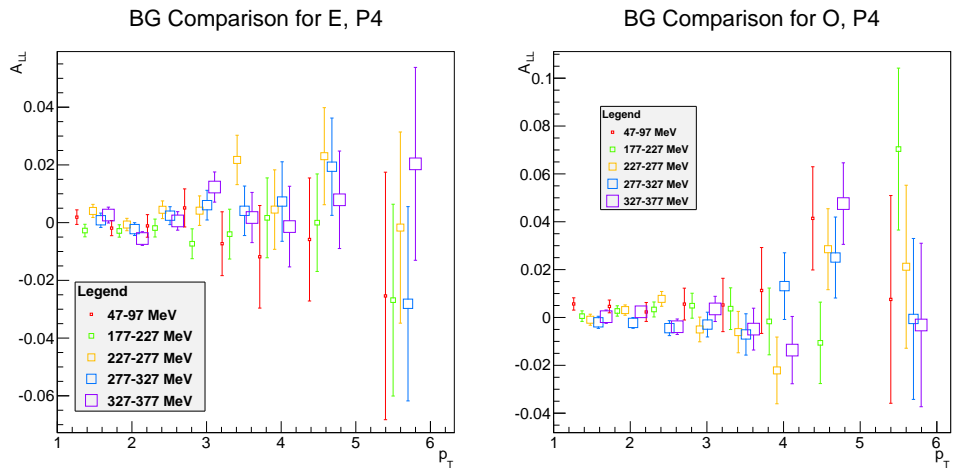 BG Comparison for E, P4
A_LL
0.04
0.02
0
-0.02
-0.04
-0.06
Legend
47-97 MeV
177-227 MeV
227-277 MeV
277-327 MeV
327-377 MeV
1 2 3 4 5 6
p_T
BG Comparison for O, P4
A_LL
0.1
0.08
0.06
0.04
0.02
0
-0.02
-0.04
Legend
47-97 MeV
177-227 MeV
227-277 MeV
277-327 MeV
327-377 MeV
1 2 3 4 5 6
p_T